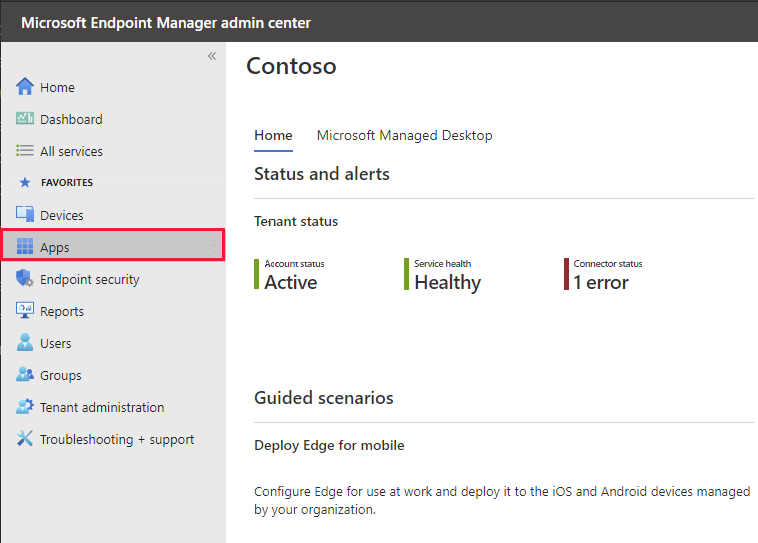 Microsoft Endpoint Manager admin center
«
Home
Dashboard
All services
FAVORITES
Devices
Apps
Endpoint security
Reports
Users
Groups
Tenant administration
Troubleshooting + support
Contoso
Home Microsoft Managed Desktop
Status and alerts
Tenant status
Account status Service health Connector status
Active Healthy 1 error
Guided scenarios
Deploy Edge for mobile
Configure Edge for use at work and deploy it to the iOS and Android devices managed
by your organization.